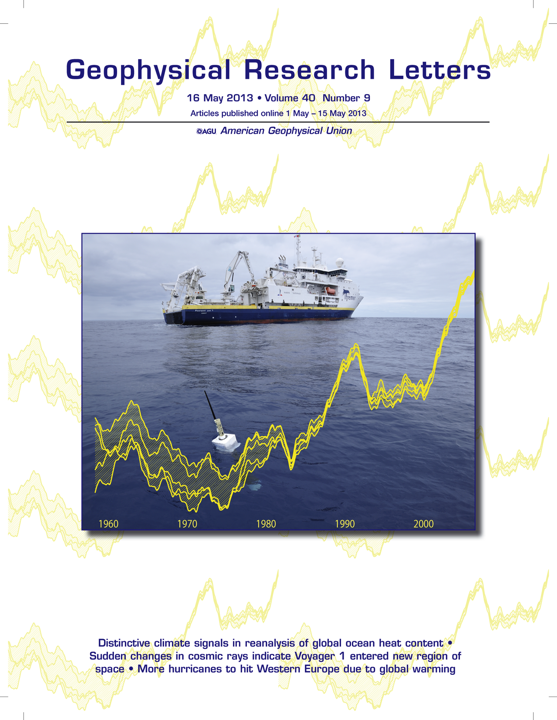 Geophysical Research Letters
16 May 2013 • Volume 40 Number 9
Articles published online 1 May – 15 May 2013
AGU American Geophysical Union
1960 1970 1980 1990 2000
Distinctive climate signals in reanalysis of global ocean heat content •
Sudden changes in cosmic rays indicate Voyager 1 entered new region of
space • More hurricanes to hit Western Europe due to global warming